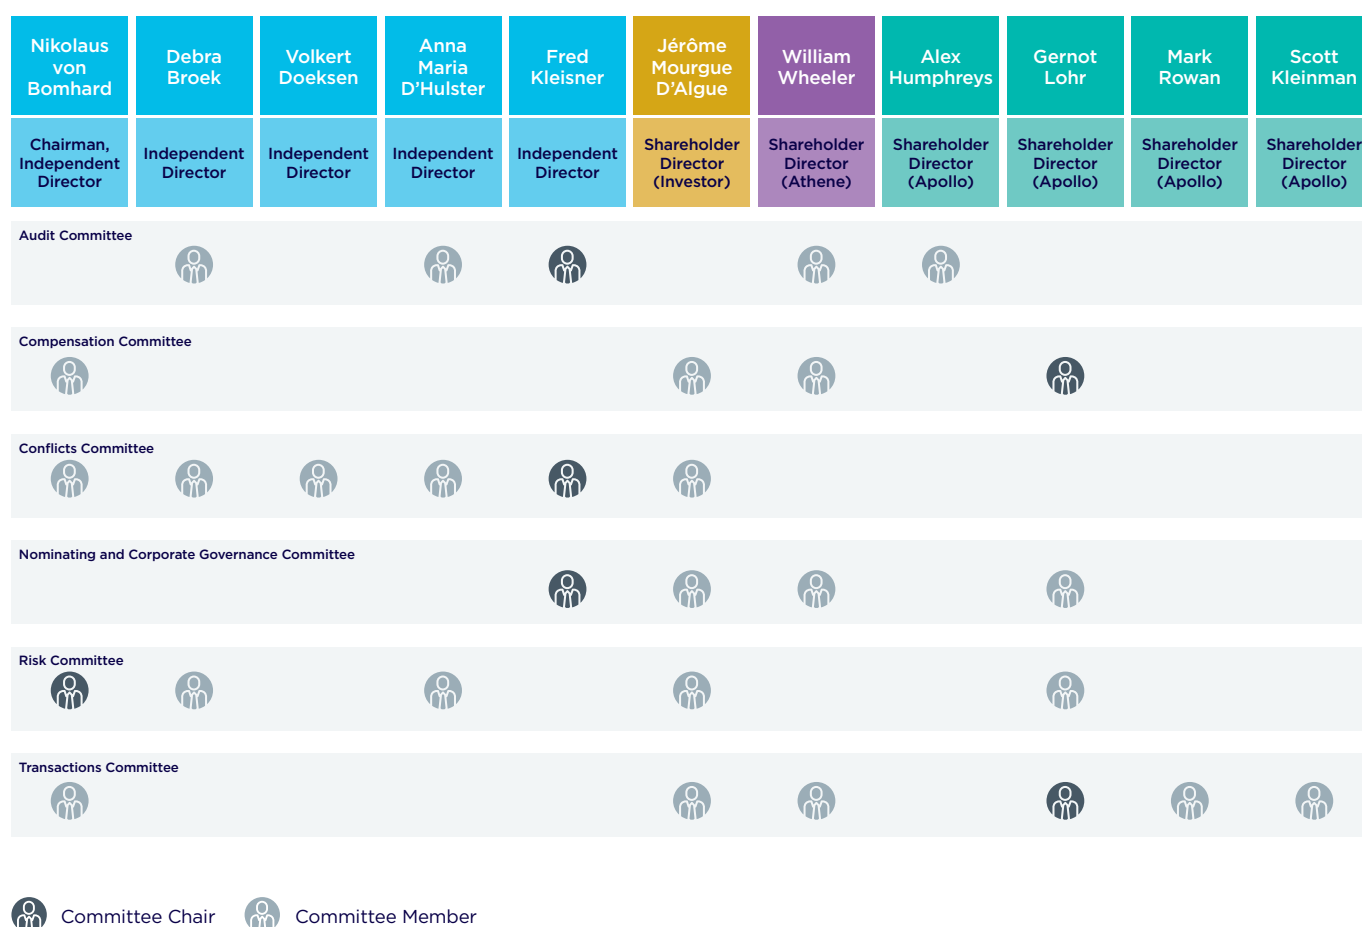 Nikolaus
von
Bomhard
Debra
Broek
Volkert
Doeksen
Anna
Maria
D'Hulster
Fred
Kleisner
Jérôme
Mourgue
D'Algue
William
Wheeler
Alex
Humphreys
Gernot
Lohr
Mark
Rowan
Scott
Kleinman
Chairman,
Independent
Director
Independent
Director
Independent
Director
Independent
Director
Independent
Director
Shareholder
Director
(Investor)
Shareholder
Director
(Athene)
Shareholder
Director
(Apollo)
Shareholder
Director
(Apollo)
Shareholder
Director
(Apollo)
Shareholder
Director
(Apollo)
Audit Committee
Compensation Committee
Conflicts Committee
Nominating and Corporate Governance Committee
Risk Committee
Transactions Committee
Committee Chair
Committee Member